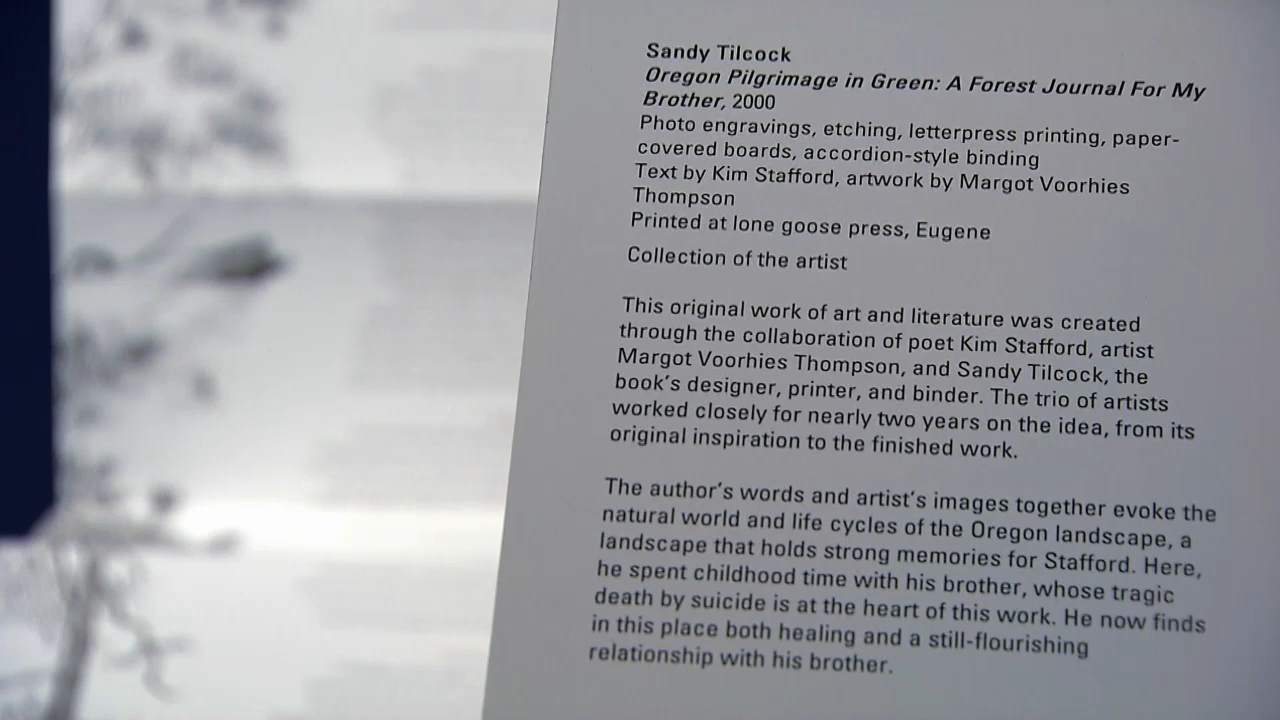 Sandy Tilcock
Oregon Pilgrimage in Green: A Forest Journal For My
Brother, 2000
Photo engravings, etching, letterpress printing, paper-
covered boards, accordion-style binding
Text by Kim Stafford, artwork by Margot Voorhies
Thompson
Printed at lone goose press, Eugene
Collection of the artist
This original work of art and literature was created
through the collaboration of poet Kim Stafford, artist
Margot Voorhies Thompson, and Sandy Tilcock, the
book's designer, printer, and binder. The trio of artists
worked closely for nearly two years on the idea, from its
original inspiration to the finished work.
The author's words and artist's images together evoke the
natural world and life cycles of the Oregon landscape, a
landscape that holds strong memories for Stafford. Here,
he spent childhood time with his brother, whose tragic
death by suicide is at the heart of this work. He now finds
in this place both healing and a still-flourishing
relationship with his brother.